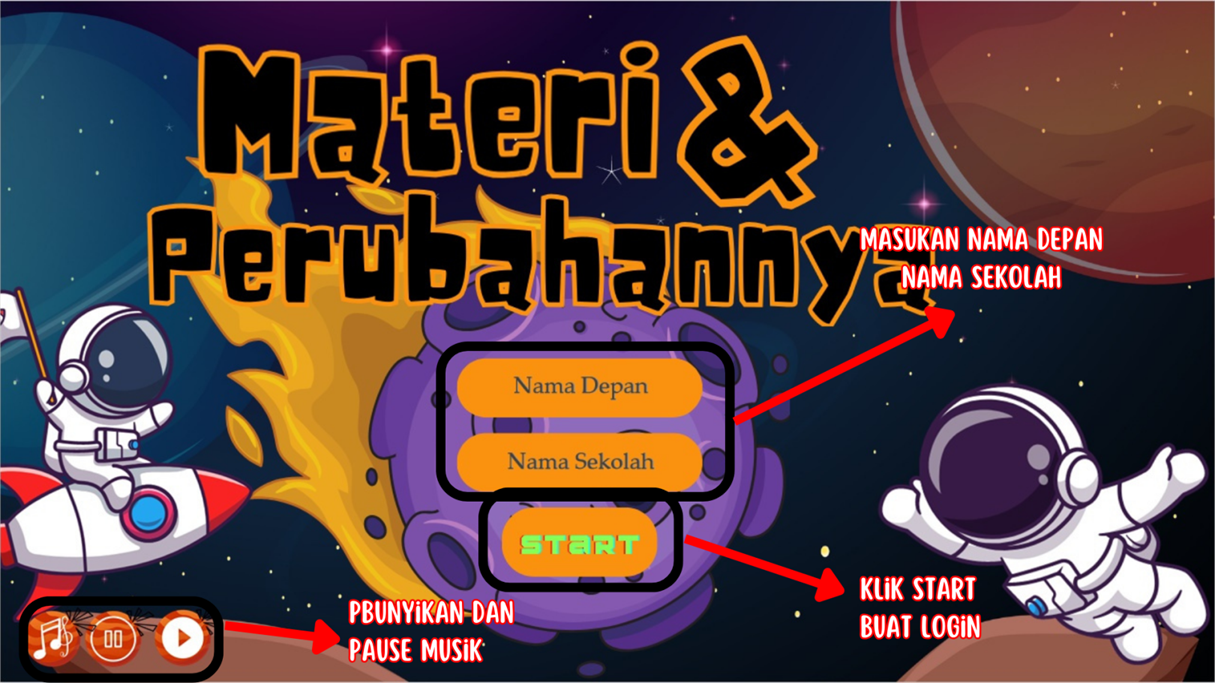 Materi &
Perubahannya
MASUKAN NAMA DEPAN
NAMA SEKOLAH
Nama Depan
Nama Sekolah
START
KLIK START
BUAT LOGIN
PBUNYIKAN DAN
PAUSE MUSIK